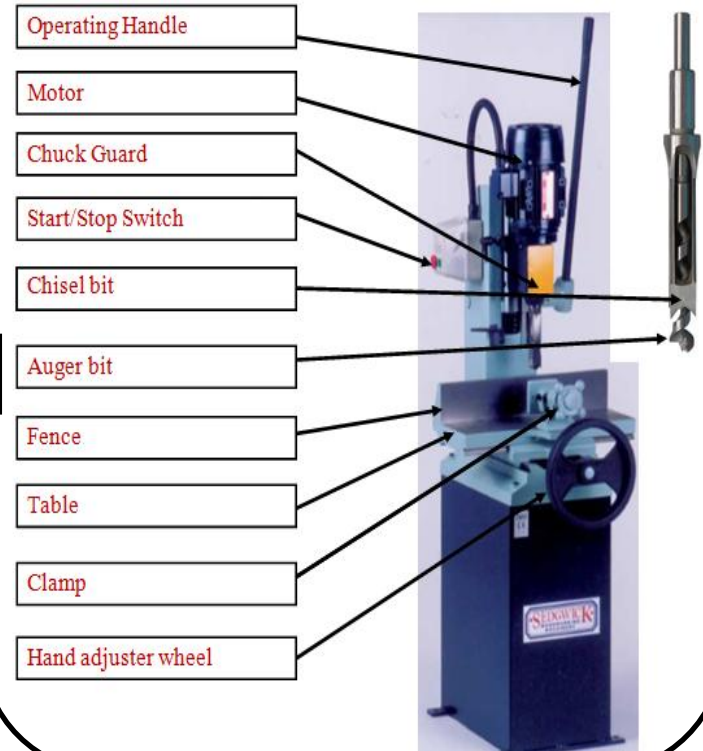 Operating Handle
Motor
Chuck Guard
Start/Stop Switch
Chisel bit
Auger bit
Fence
Table
Clamp
Hand adjuster wheel
SEDGWICK